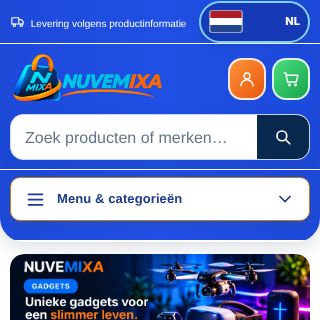 Levering volgens productinformatie
NL
N
MIXA
NUVEMIXA
Zoek producten of merken…
Menu & categorieën
NUVEMIXA
GADGETS
Unieke gadgets voor
een slimmer leven.